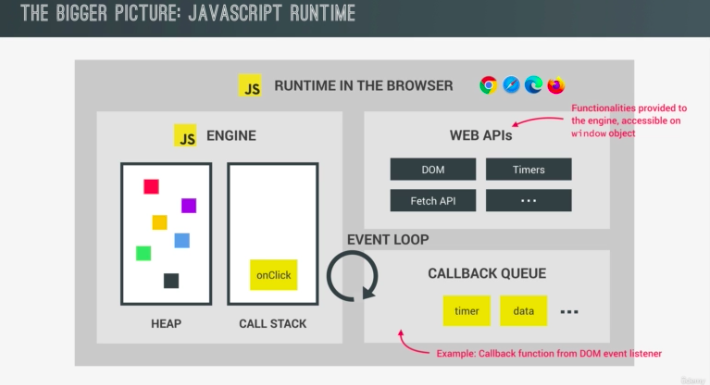 THE BIGGER PICTURE: JAVASCRIPT RUNTIME
JS RUNTIME IN THE BROWSER
Functionalities provided to
the engine, accessible on
window object
JS ENGINE
WEB APIs
DOM
Timers
Fetch API
...
EVENT LOOP
onClick
CALLBACK QUEUE
timer
data
...
HEAP
CALL STACK
Example: Callback function from DOM event listener
Udemy